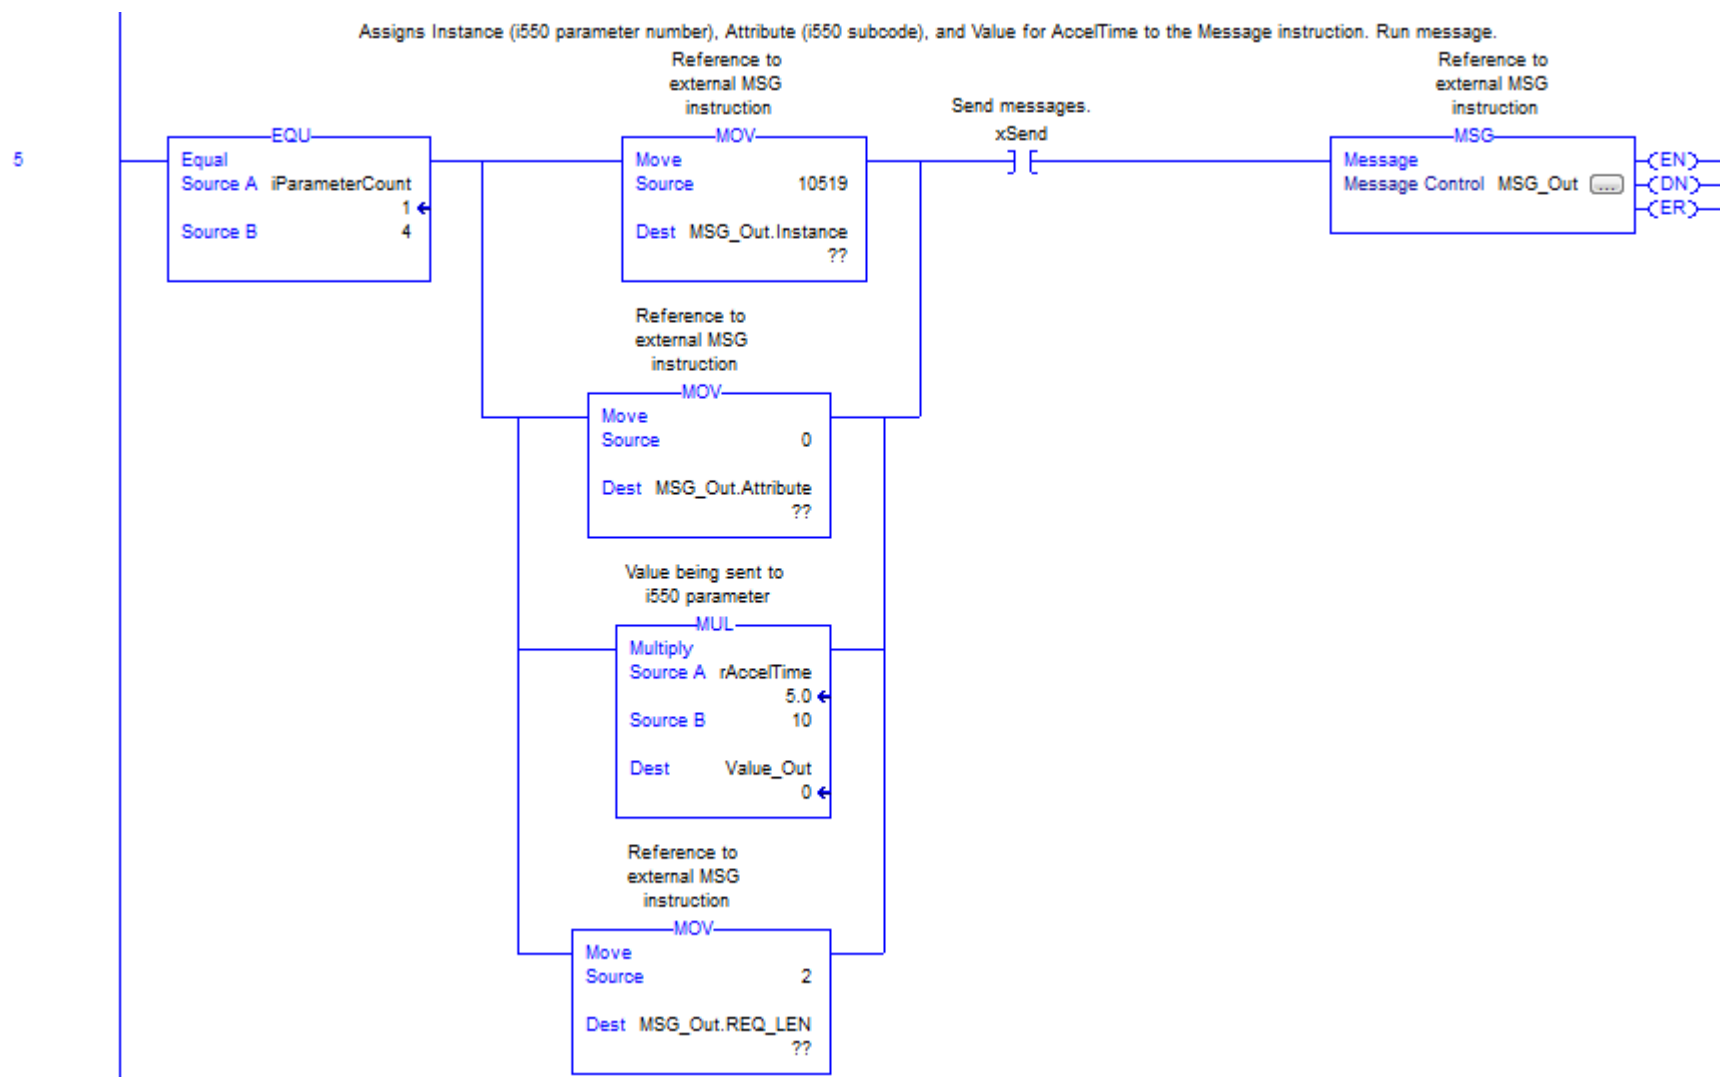 Assigns Instance (i550 parameter number), Attribute (i550 subcode), and Value for AccelTime to the Message instruction. Run message.
5
EQU
Equal
Source A iParameterCount
1
Source B 4
Reference to
external MSG
instruction
MOV
Move
Source 10519
Dest MSG_Out.Instance
??
Send messages.
xSend
Reference to
external MSG
instruction
MSG
Message
Message Control MSG_Out ...
EN
DN
ER
Reference to
external MSG
instruction
MOV
Move
Source 0
Dest MSG_Out.Attribute
??
Value being sent to
i550 parameter
MUL
Multiply
Source A rAccelTime
5.0
Source B 10
Dest Value_Out
0
Reference to
external MSG
instruction
MOV
Move
Source 2
Dest MSG_Out.REQ_LEN
??